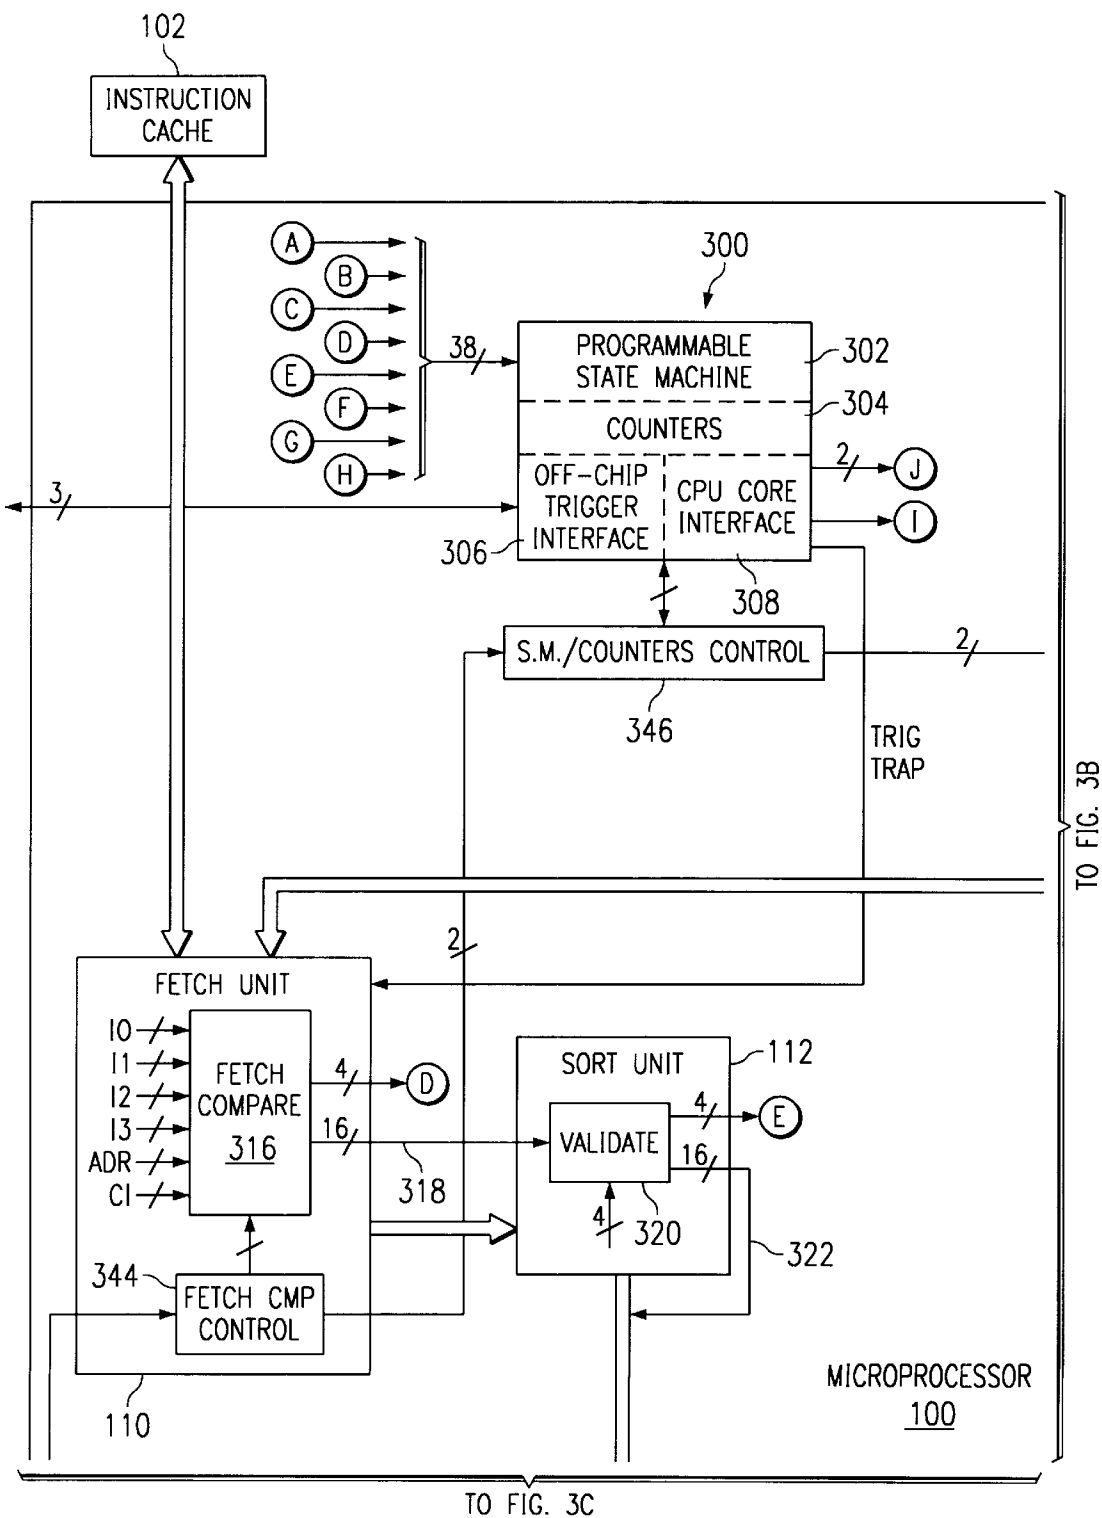 102
INSTRUCTION
CACHE
A
B
C
D
E
F
G
H
38
300
PROGRAMMABLE
STATE MACHINE
302
304
COUNTERS
OFF-CHIP
TRIGGER
INTERFACE
CPU CORE
INTERFACE
2
J
I
3
306
308
S.M./COUNTERS CONTROL
2
346
TRIG
TRAP
TO FIG. 3B
2
FETCH UNIT
I0
I1
I2
I3
ADR
CI
FETCH
COMPARE
316
4
D
16
318
SORT UNIT
112
VALIDATE
4
E
16
4
320
322
344
FETCH CMP
CONTROL
110
MICROPROCESSOR
100
TO FIG. 3C